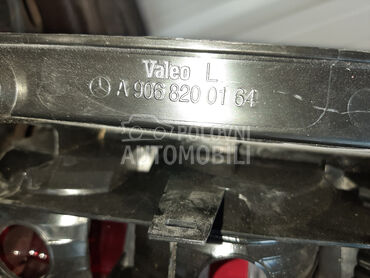 Valeo L
A 906 820 01 64
POLOVNI
AUTOMOBILI